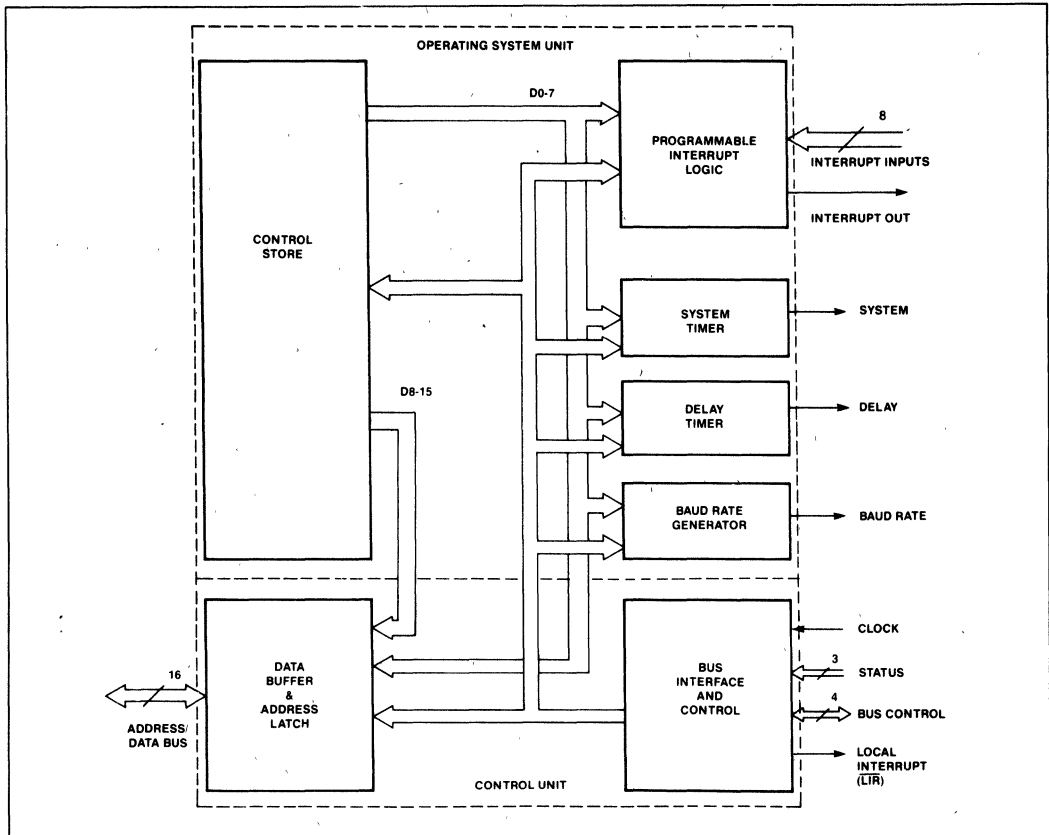 OPERATING SYSTEM UNIT
CONTROL
STORE
D0-7
D8-15
PROGRAMMABLE
INTERRUPT
LOGIC
8
INTERRUPT INPUTS
INTERRUPT OUT
SYSTEM
TIMER
SYSTEM
DELAY
TIMER
DELAY
BAUD RATE
GENERATOR
BAUD RATE
DATA
BUFFER
&
ADDRESS
LATCH
16
ADDRESS/
DATA BUS
BUS
INTERFACE
AND
CONTROL
CLOCK
3
STATUS
4
BUS CONTROL
LOCAL
INTERRUPT
(LIR)
CONTROL UNIT